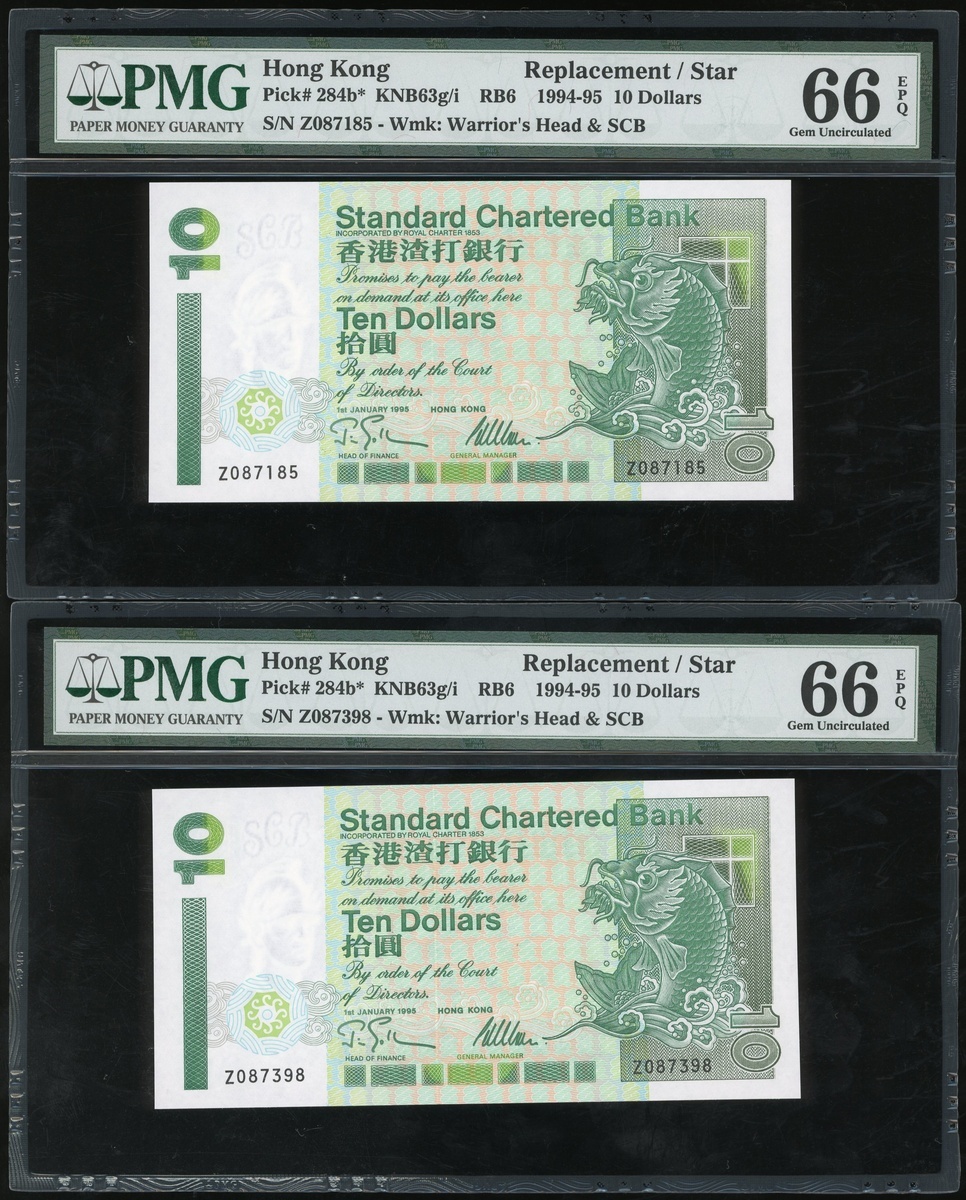 PMG
PAPER MONEY GUARANTY
Hong Kong Replacement / Star
Pick# 284b* KNB63g/i RB6 1994-95 10 Dollars
S/N Z087185 - Wmk: Warrior's Head & SCB
66 EPQ
Gem Uncirculated
10
SCB
Standard Chartered Bank
INCORPORATED BY ROYAL CHARTER 1853
香港渣打銀行
Promises to pay the bearer
on demand at its office here
Ten Dollars
拾圓
By order of the Court
of Directors.
1st JANUARY 1995 HONG KONG
HEAD OF FINANCE GENERAL MANAGER
Z087185 Z087185
10
PMG
PAPER MONEY GUARANTY
Hong Kong Replacement / Star
Pick# 284b* KNB63g/i RB6 1994-95 10 Dollars
S/N Z087398 - Wmk: Warrior's Head & SCB
66 EPQ
Gem Uncirculated
10
SCB
Standard Chartered Bank
INCORPORATED BY ROYAL CHARTER 1853
香港渣打銀行
Promises to pay the bearer
on demand at its office here
Ten Dollars
拾圓
By order of the Court
of Directors.
1st JANUARY 1995 HONG KONG
HEAD OF FINANCE GENERAL MANAGER
Z087398 Z087398
10